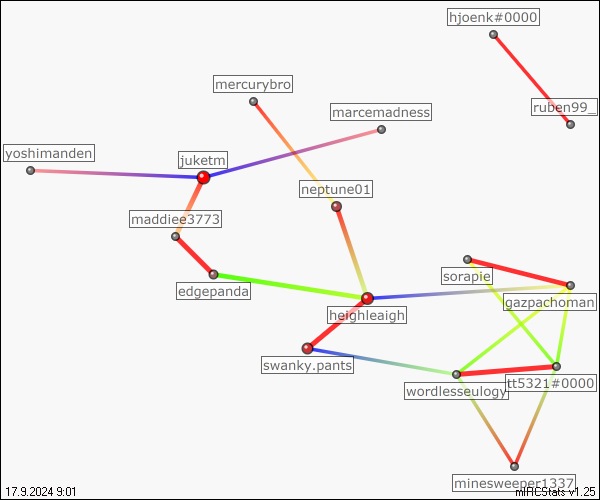 hjoenk#0000
mercurybro
ruben99_
marcemadness
yoshimanden
juketm
neptune01
maddiee3773
sorapie
edgepanda
gazpachoman
heighleaigh
swanky.pants
tt5321#0000
wordlesseulogy
minesweeper1337
17.9.2024 9:01
mIRCStats v1.25